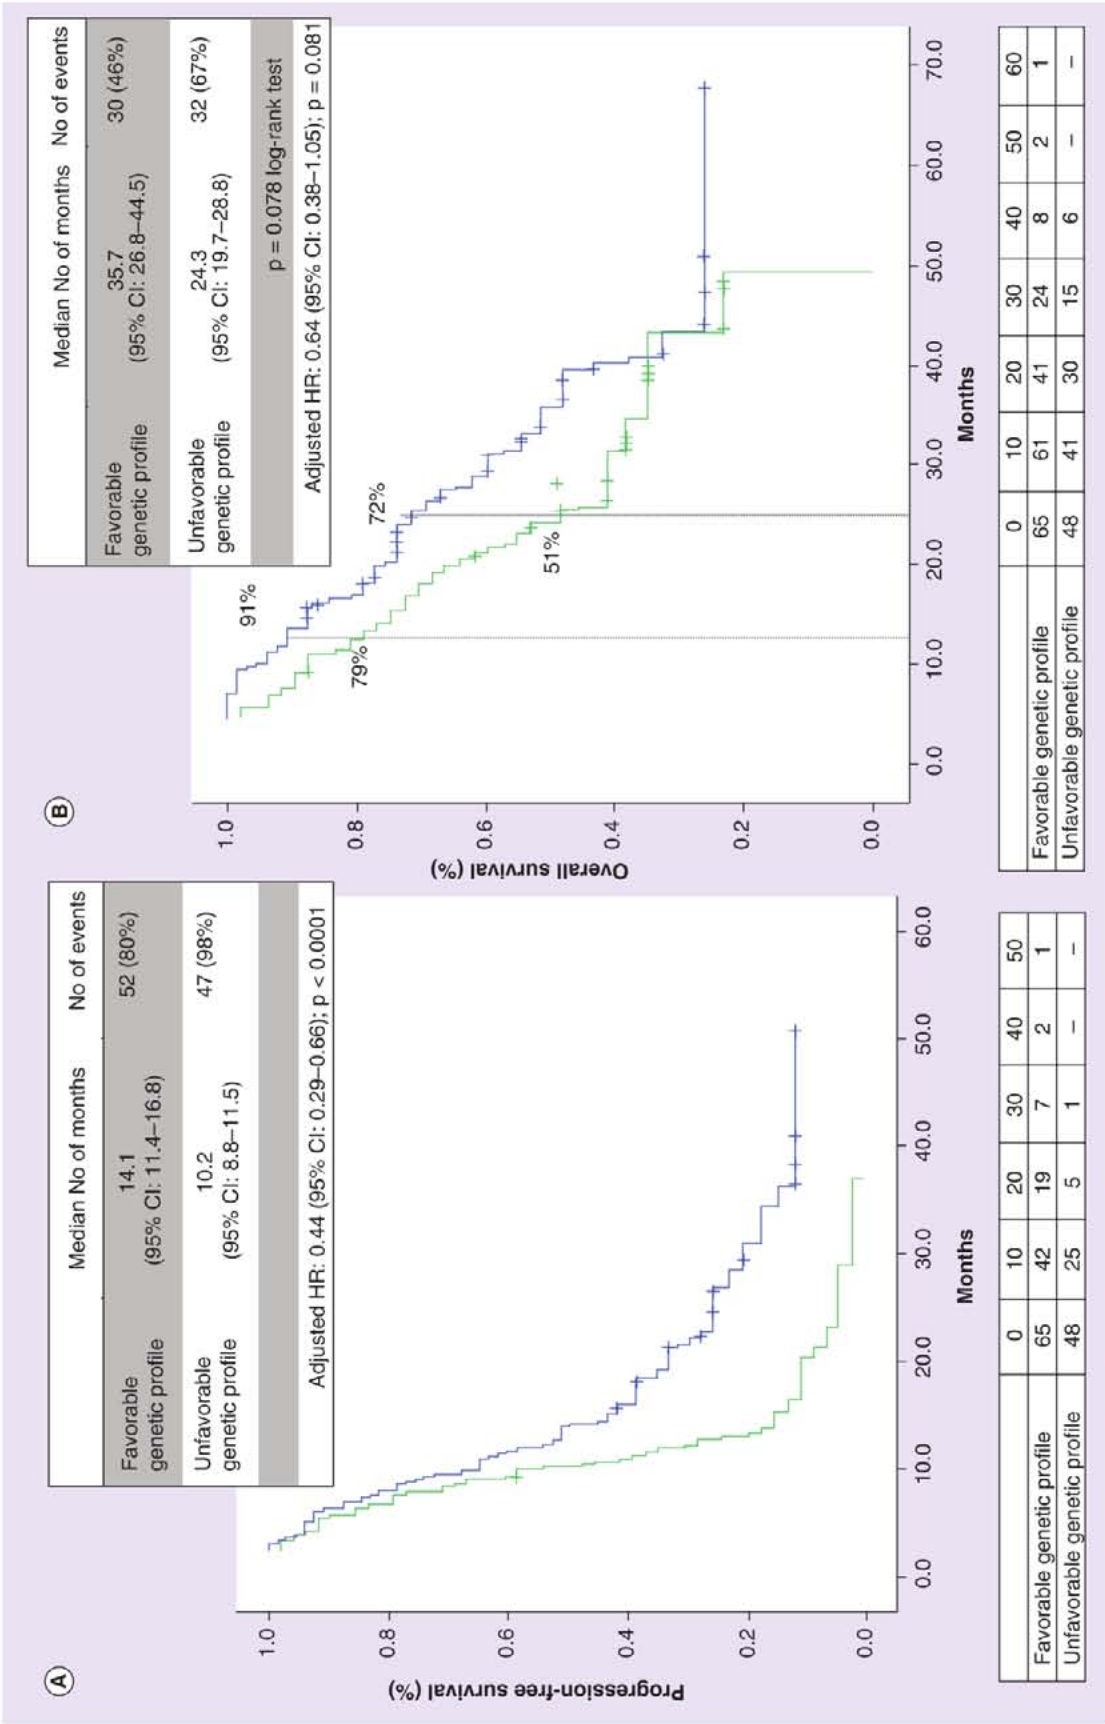 A
Median No of months No of events
Favorable 14.1 52 (80%)
genetic profile (95% CI: 11.4–16.8)
Unfavorable 10.2 47 (98%)
genetic profile (95% CI: 8.8–11.5)
Adjusted HR: 0.44 (95% CI: 0.29–0.66); p < 0.0001
Progression-free survival (%)
1.0
0.8
0.6
0.4
0.2
0.0
0.0 10.0 20.0 30.0 40.0 50.0 60.0
Months
0 10 20 30 40 50
Favorable genetic profile 65 42 19 7 2 1
Unfavorable genetic profile 48 25 5 1 – –
B
Median No of months No of events
Favorable 35.7 30 (46%)
genetic profile (95% CI: 26.8–44.5)
Unfavorable 24.3 32 (67%)
genetic profile (95% CI: 19.7–28.8)
p = 0.078 log-rank test
Adjusted HR: 0.64 (95% CI: 0.38–1.05); p = 0.081
91%
79%
72%
51%
Overall survival (%)
1.0
0.8
0.6
0.4
0.2
0.0
0.0 10.0 20.0 30.0 40.0 50.0 60.0 70.0
Months
0 10 20 30 40 50 60
Favorable genetic profile 65 61 41 24 8 2 1
Unfavorable genetic profile 48 41 30 15 6 – –